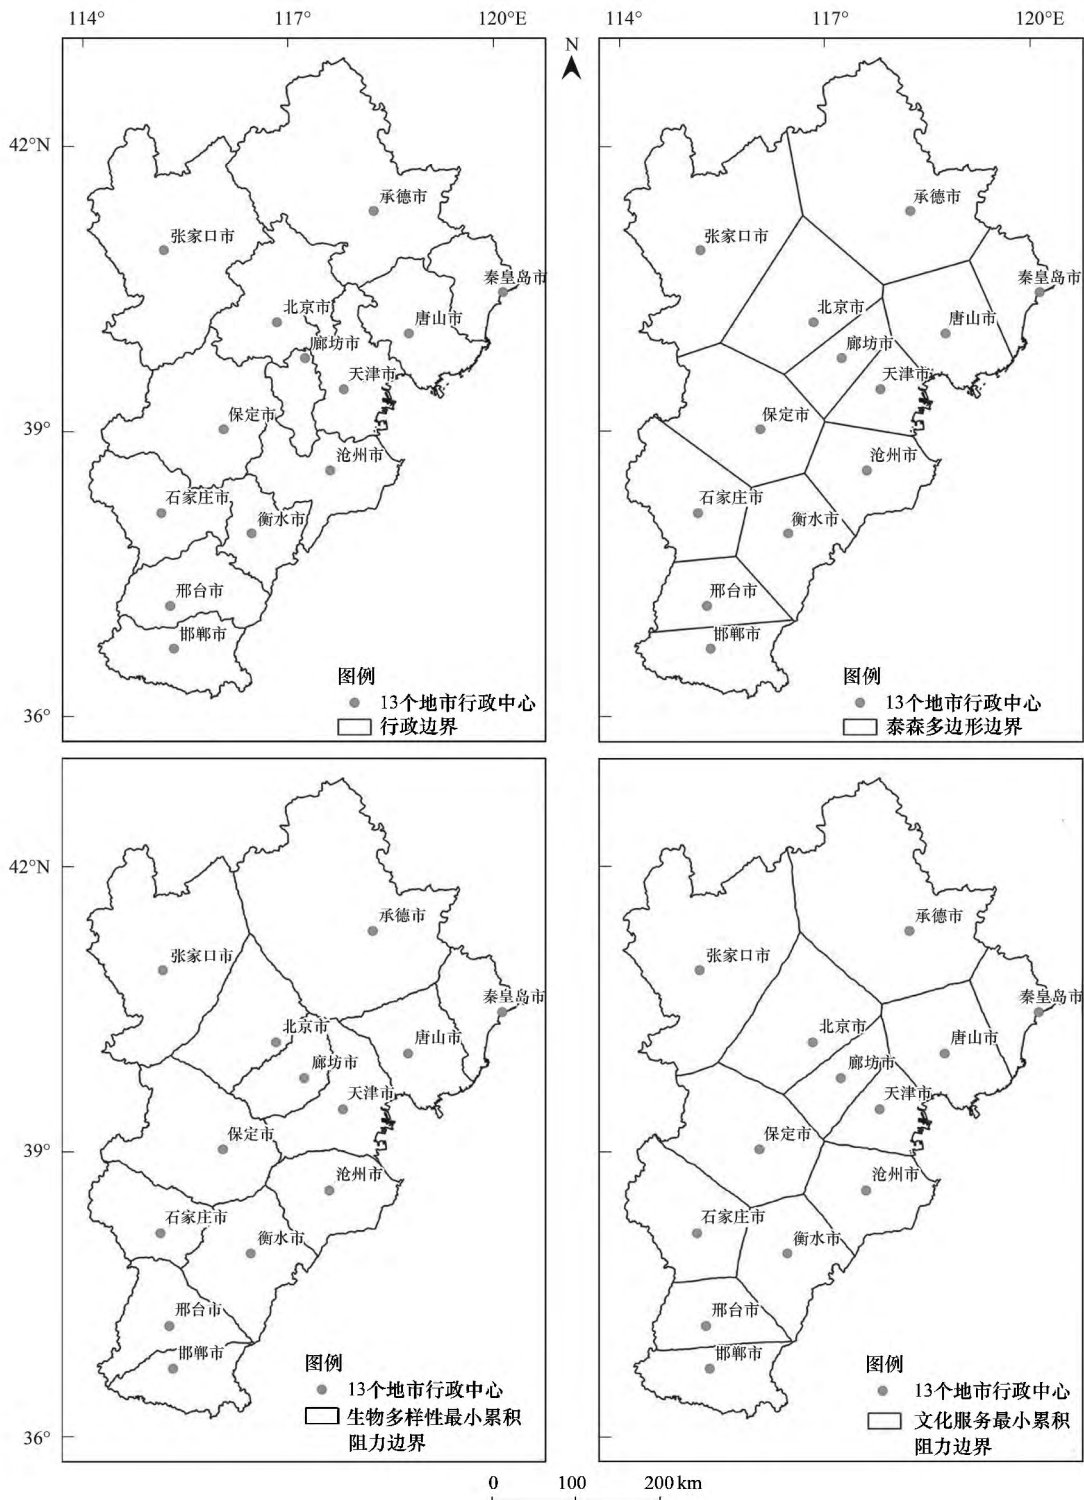 114° 117° 120°E 114° 117° 120°E
N
42°N
39°
36°
承德市
张家口市
秦皇岛市
北京市
唐山市
廊坊市
天津市
保定市
沧州市
石家庄市
衡水市
邢台市
邯郸市
图例
13个地市行政中心
行政边界
承德市
张家口市
秦皇岛市
北京市
唐山市
廊坊市
天津市
保定市
沧州市
石家庄市
衡水市
邢台市
邯郸市
图例
13个地市行政中心
泰森多边形边界
42°N
39°
36°
承德市
张家口市
秦皇岛市
北京市
唐山市
廊坊市
天津市
保定市
沧州市
石家庄市
衡水市
邢台市
邯郸市
图例
13个地市行政中心
生物多样性最小累积
阻力边界
承德市
张家口市
秦皇岛市
北京市
唐山市
廊坊市
天津市
保定市
沧州市
石家庄市
衡水市
邢台市
邯郸市
图例
13个地市行政中心
文化服务最小累积
阻力边界
0 100 200 km